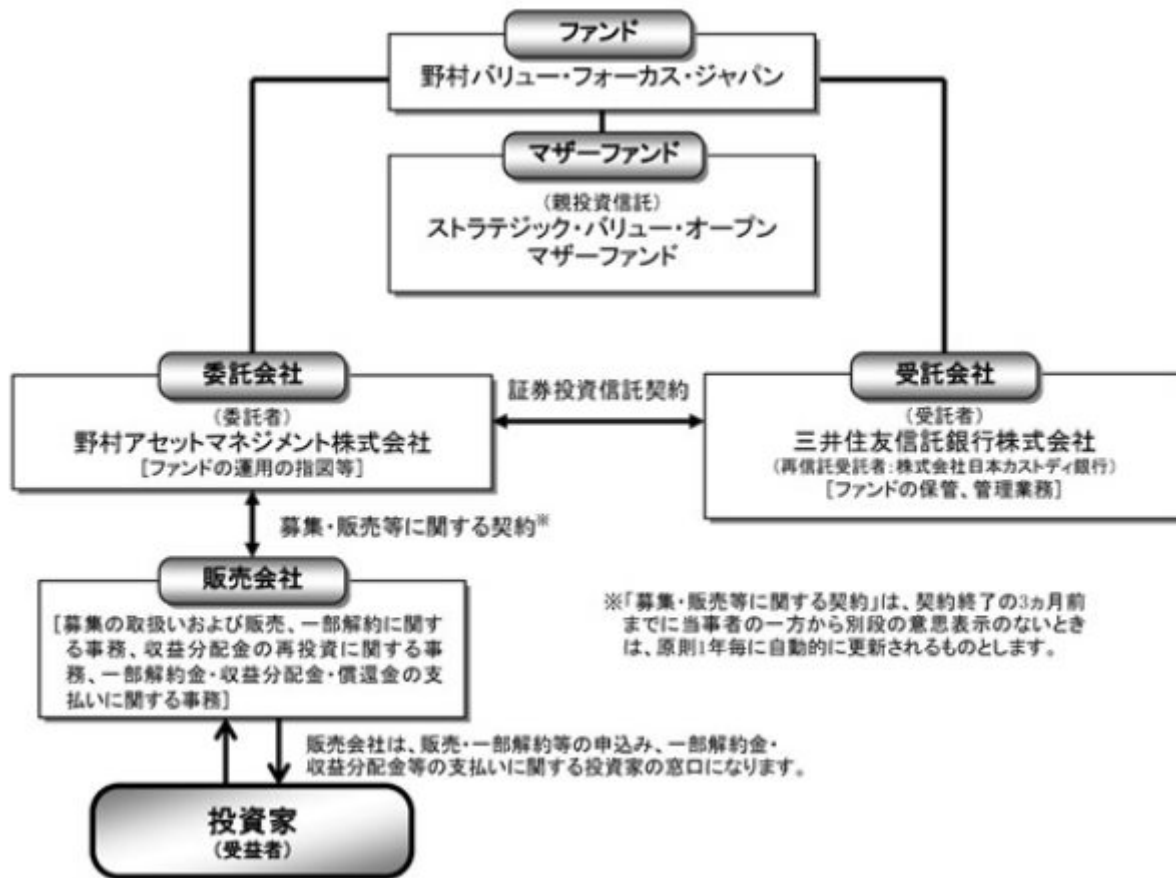 ファンド
野村バリュー・フォーカス・ジャパン
マザーファンド
(親投資信託)
ストラテジック・バリュー・オープン
マザーファンド
委託会社
(委託者)
野村アセットマネジメント株式会社
[ファンドの運用の指図等]
証券投資信託契約
受託会社
(受託者)
三井住友信託銀行株式会社
(再信託受託者:株式会社日本カストディ銀行)
[ファンドの保管、管理業務]
募集・販売等に関する契約※
販売会社
[募集の取扱いおよび販売、一部解約に関す
る事務、収益分配金の再投資に関する事
務、一部解約金・収益分配金・償還金の支
払いに関する事務]
※「募集・販売等に関する契約」は、契約終了の3ヵ月前
までに当事者の一方から別段の意思表示のないとき
は、原則1年毎に自動的に更新されるものとします。
販売会社は、販売・一部解約等の申込み、一部解約金・
収益分配金等の支払いに関する投資家の窓口になります。
投資家
(受益者)